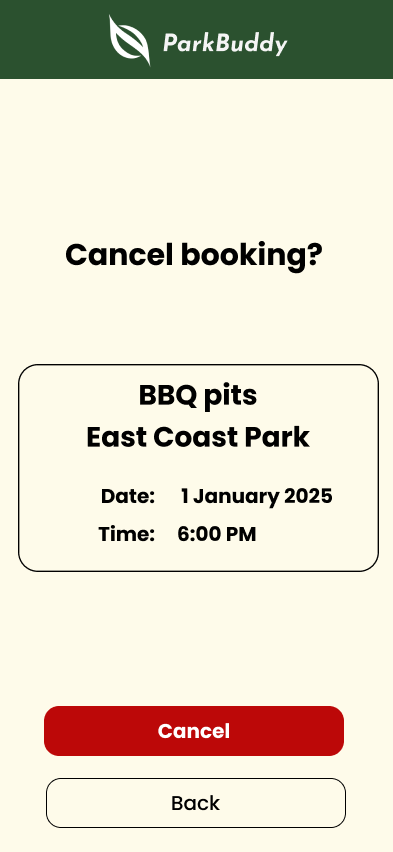 ParkBuddy
Cancel booking?
BBQ pits
East Coast Park
Date: 1 January 2025
Time: 6:00 PM
Cancel
Back